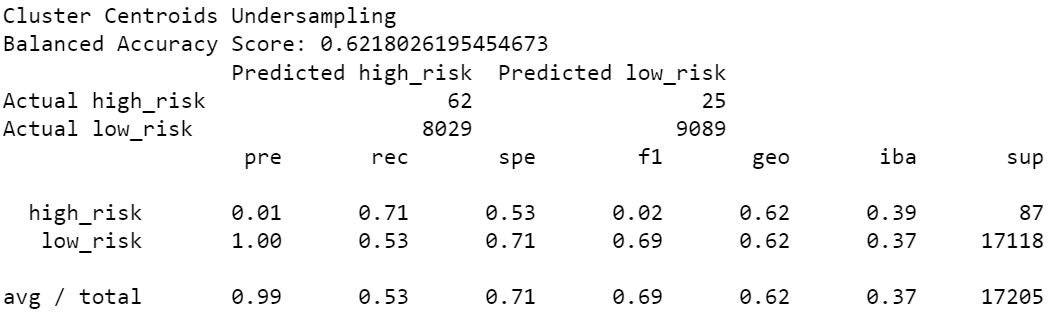 Cluster Centroids Undersampling
Balanced Accuracy Score: 0.6218026195454673
Predicted high_risk Predicted low_risk
Actual high_risk 62 25
Actual low_risk 8029 9089
pre rec spe f1 geo iba sup
high_risk 0.01 0.71 0.53 0.02 0.62 0.39 87
low_risk 1.00 0.53 0.71 0.69 0.62 0.37 17118
avg / total 0.99 0.53 0.71 0.69 0.62 0.37 17205